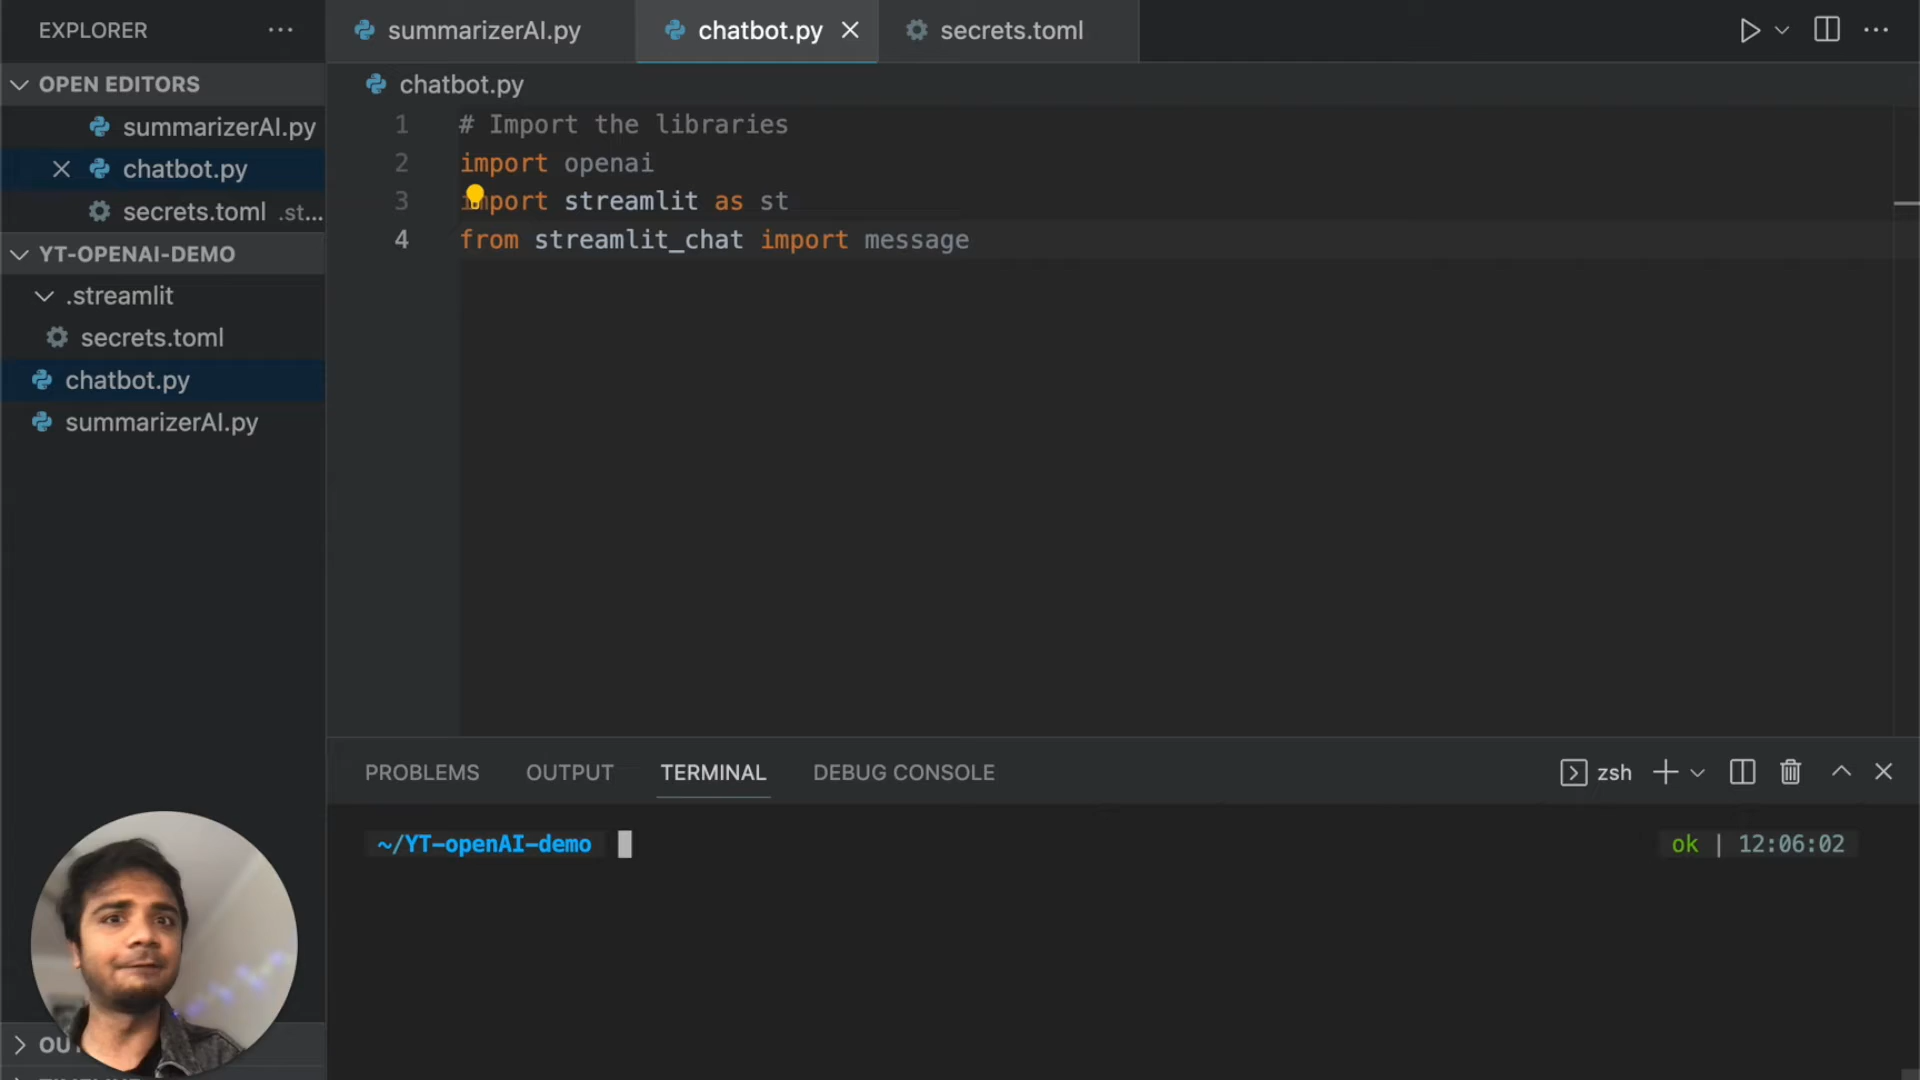 EXPLORER
OPEN EDITORS
summarizerAI.py
chatbot.py
secrets.toml .st...
YT-OPENAI-DEMO
.streamlit
secrets.toml
chatbot.py
summarizerAI.py
OU
summarizerAI.py
chatbot.py
secrets.toml
chatbot.py
1 # Import the libraries
2 import openai
3 import streamlit as st
4 from streamlit_chat import message
PROBLEMS OUTPUT TERMINAL DEBUG CONSOLE
zsh
~/YT-openAI-demo
ok | 12:06:02